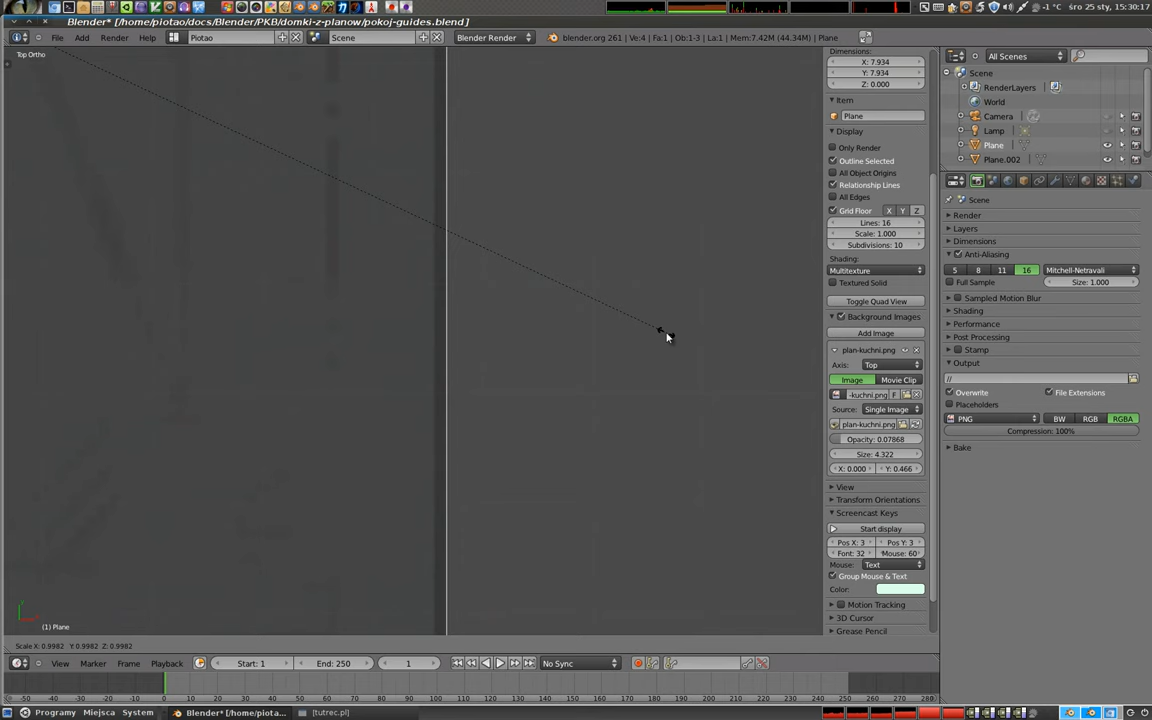 -1 °C śro 25 sty, 15:30:17
Blender* [/home/piotao/docs/Blender/PKB/domki-z-planow/pokoj-guides.blend]
File Add Render Help Piotao Scene Blender Render blender.org 261 | Ve:4 | Fa:1 | Ob:1-3 | La:1 | Mem:7.42M (44.34M) | Plane
Top Ortho
Dimensions:
X: 7.934
Y: 7.934
Z: 0.000
Item
Plane
Display
Only Render
Outline Selected
All Object Origins
Relationship Lines
All Edges
Grid Floor X Y Z
Lines: 16
Scale: 1.000
Subdivisions: 10
Shading:
Multitexture
Textured Solid
Toggle Quad View
Background Images
Add Image
plan-kuchni.png
Axis: Top
Image Movie Clip
-kuchni.png F
Source: Single Image
plan-kuchni.png
Opacity: 0.07868
Size: 4.322
X: 0.000 Y: 0.466
View
Transform Orientations
Screencast Keys
Start display
Pos X: 3 Pos Y: 3
Font: 32 Mouse: 60
Mouse: Text
Group Mouse & Text
Color:
Motion Tracking
3D Cursor
Grease Pencil
View Search All Scenes
Scene
RenderLayers
World
Camera
Lamp
Plane
Plane.002
Scene
Render
Layers
Dimensions
Anti-Aliasing
5 8 11 16 Mitchell-Netravali
Full Sample Size: 1.000
Sampled Motion Blur
Shading
Performance
Post Processing
Stamp
Output
//
Overwrite File Extensions
Placeholders
PNG BW RGB RGBA
Compression: 100%
Bake
(1) Plane
Scale X: 0.9982 Y: 0.9982 Z: 0.9982
View Marker Frame Playback Start: 1 End: 250 1 No Sync
-50 -40 -30 -20 -10 0 10 20 30 40 50 60 70 80 90 100 110 120 130 140 150 160 170 180 190 200 210 220 230 240 250 260 270 280
Programy Miejsca System Blender* [/home/piota... [tutrec.pl]